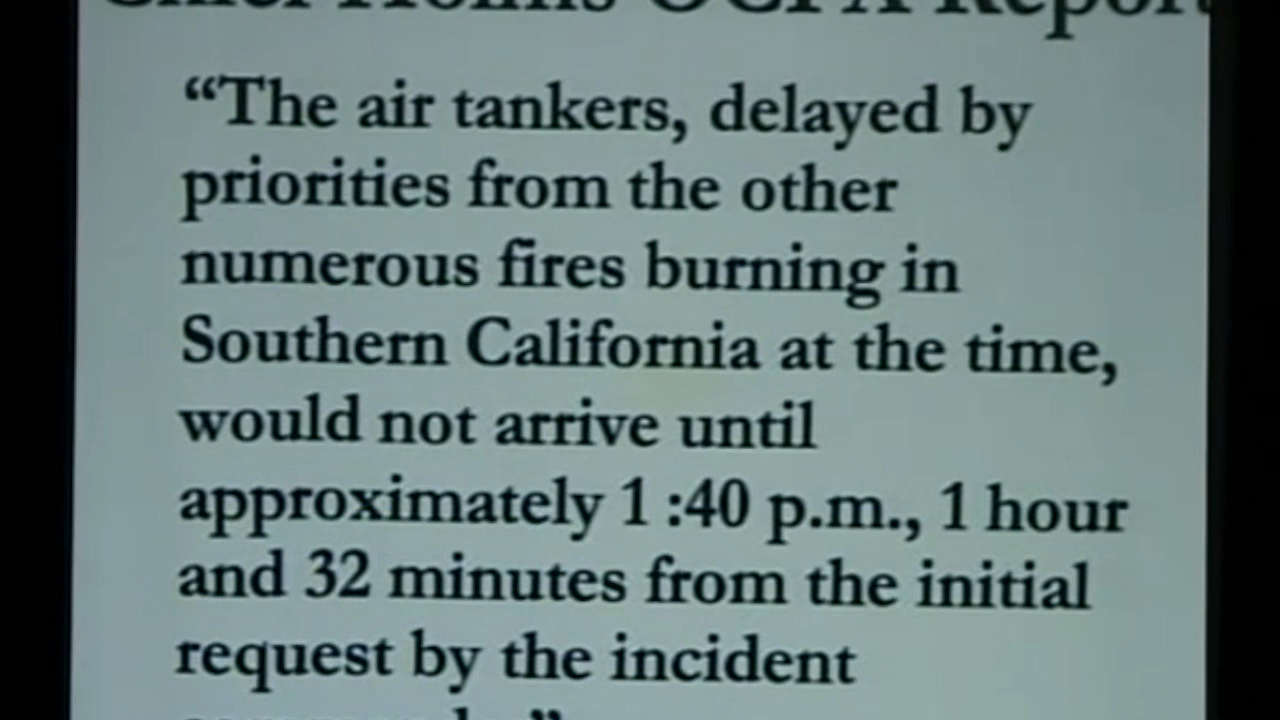 Report
“The air tankers, delayed by
priorities from the other
numerous fires burning in
Southern California at the time,
would not arrive until
approximately 1 :40 p.m., 1 hour
and 32 minutes from the initial
request by the incident